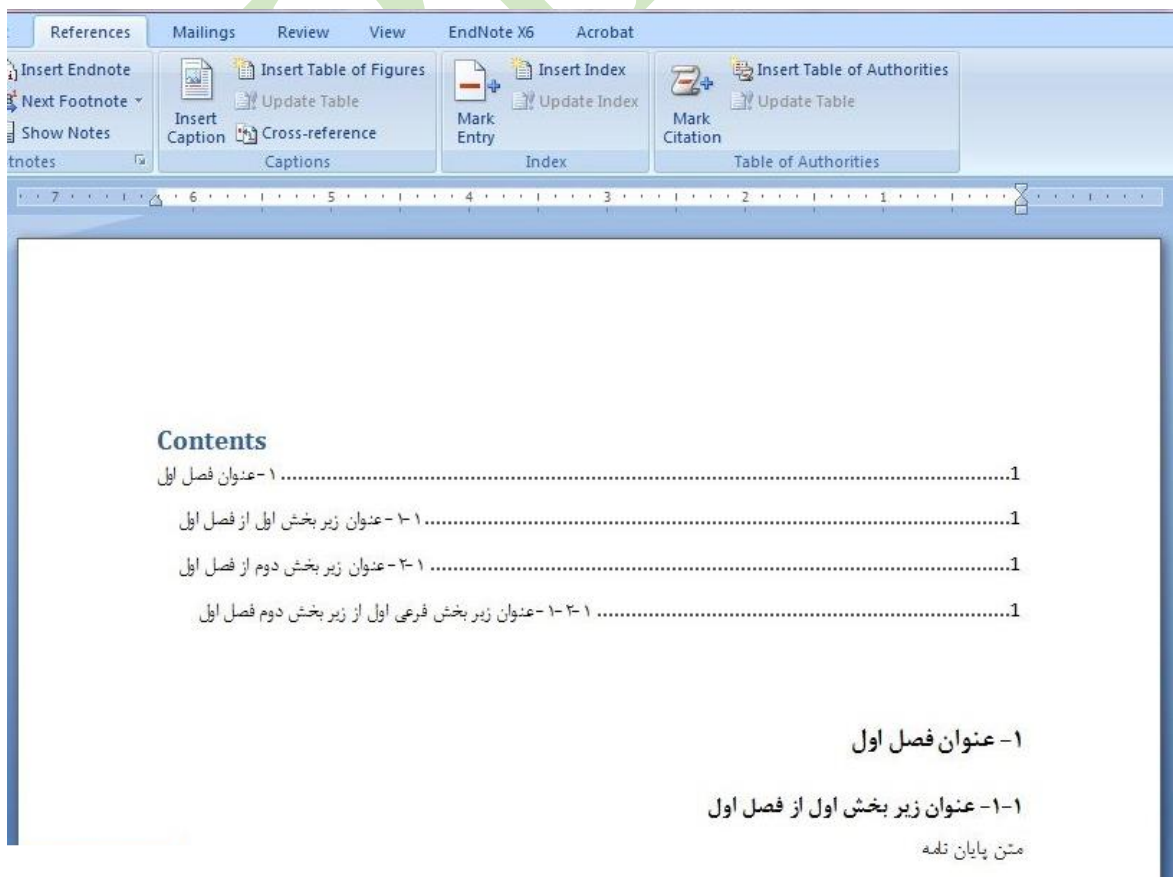 References Mailings Review View EndNote X6 Acrobat
Insert Endnote Insert Table of Figures Insert Index Insert Table of Authorities
Next Footnote Update Table Update Index Update Table
Show Notes Insert Caption Cross-reference Mark Entry Mark Citation
tnotes Captions Index Table of Authorities
7 6 5 4 3 2 1
Contents
۱-عنوان فصل اول ........ 1
۱-۱-عنوان زیر بخش اول از فصل اول ........ 1
۱-۲-عنوان زیر بخش دوم از فصل اول ........ 1
۱-۲-۱-عنوان زیر بخش فرعی اول از زیر بخش دوم فصل اول ........ 1
۱- عنوان فصل اول
۱-۱- عنوان زیر بخش اول از فصل اول
متن پایان نامه